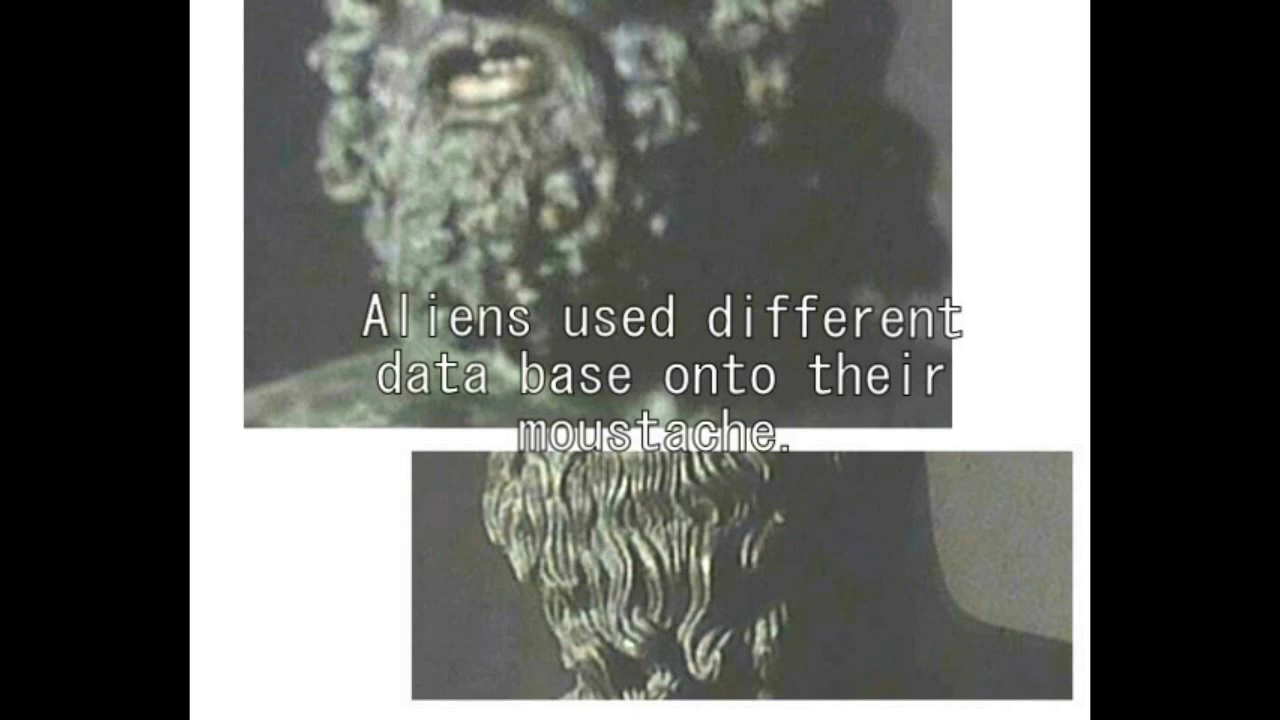 Aliens used different
data base onto their
moustache.